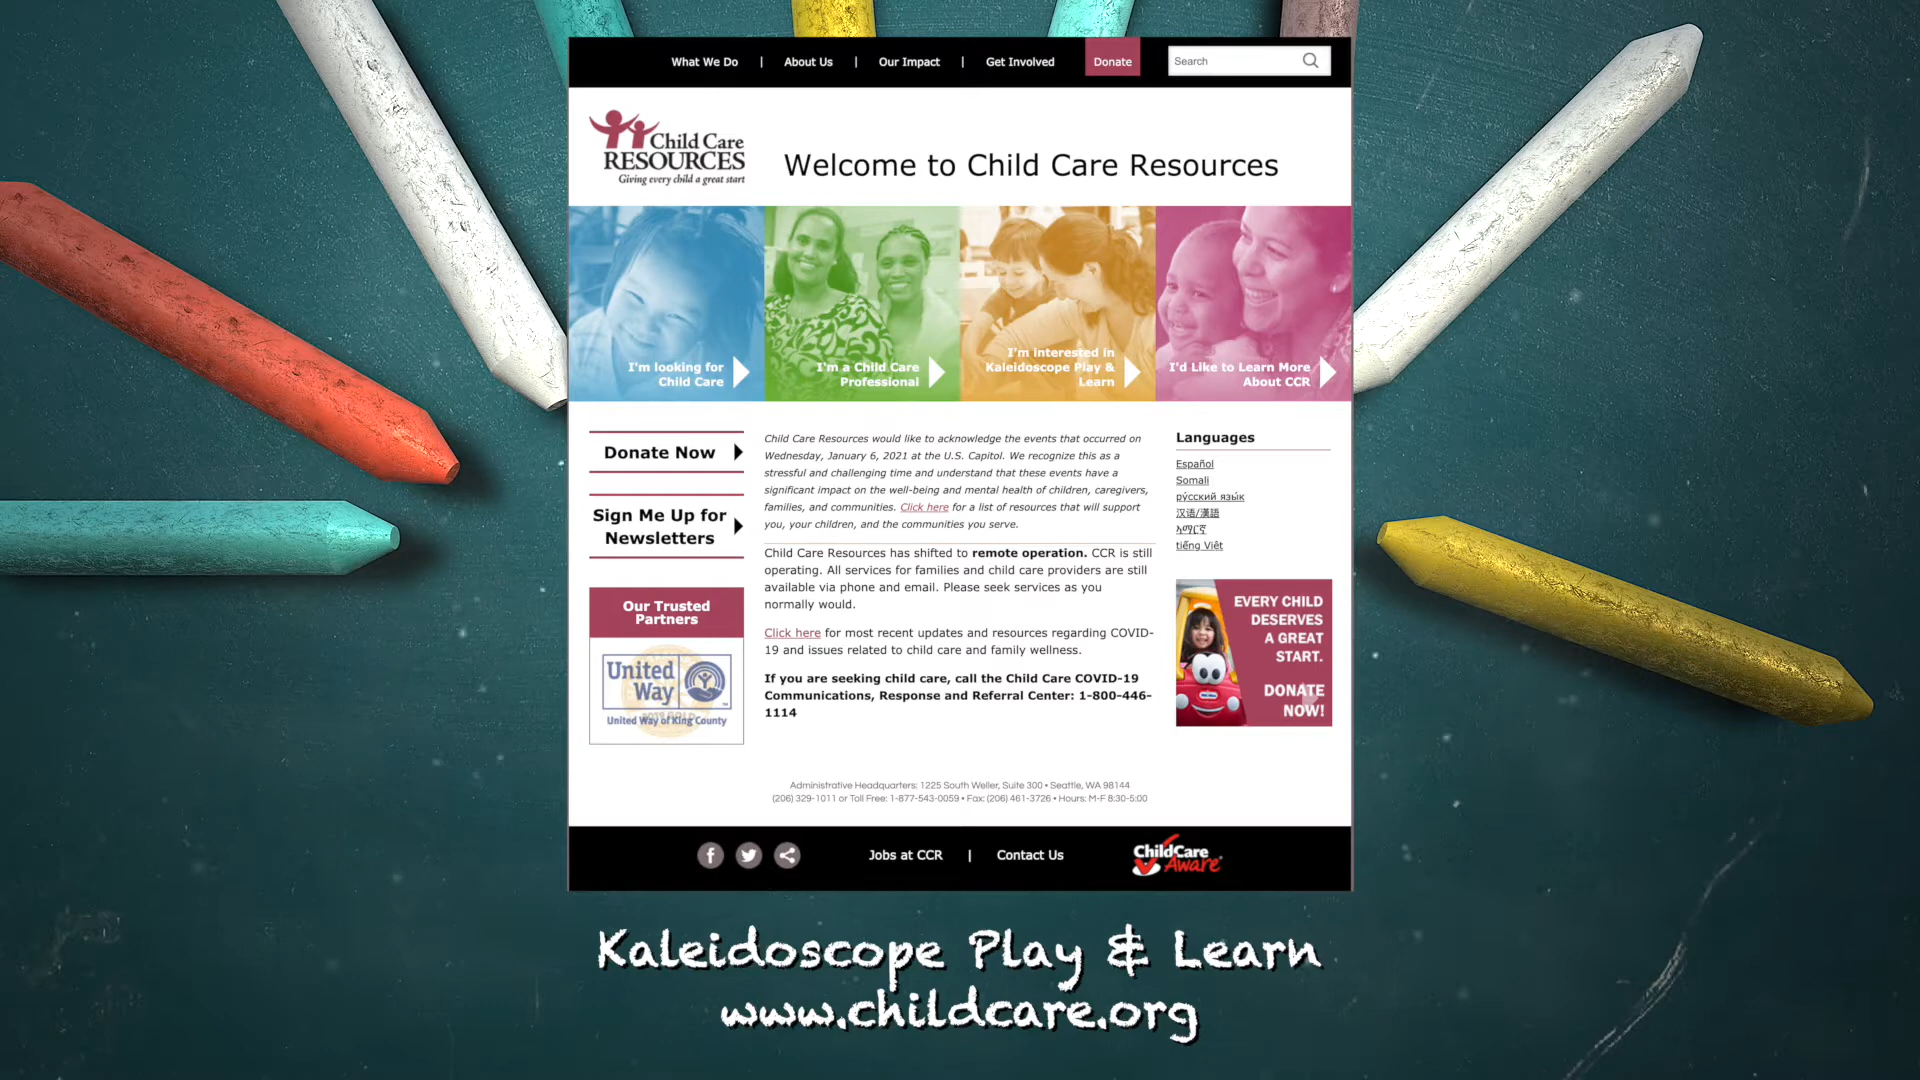 What We Do | About Us | Our Impact | Get Involved Donate Search
Child Care
RESOURCES
Giving every child a great start
Welcome to Child Care Resources
I'm looking for
Child Care
I'm a Child Care
Professional
I'm interested in
Kaleidoscope Play &
Learn
I'd Like to Learn More
About CCR
Donate Now
Sign Me Up for
Newsletters
Our Trusted
Partners
United
Way
United Way of King County
Child Care Resources would like to acknowledge the events that occurred on
Wednesday, January 6, 2021 at the U.S. Capitol. We recognize this as a
stressful and challenging time and understand that these events have a
significant impact on the well-being and mental health of children, caregivers,
families, and communities. Click here for a list of resources that will support
you, your children, and the communities you serve.
Child Care Resources has shifted to remote operation. CCR is still
operating. All services for families and child care providers are still
available via phone and email. Please seek services as you
normally would.
Click here for most recent updates and resources regarding COVID-
19 and issues related to child care and family wellness.
If you are seeking child care, call the Child Care COVID-19
Communications, Response and Referral Center: 1-800-446-
1114
Languages
Español
Somali
ру́сский язы́к
汉语/漢語
አማርኛ
tiếng Việt
EVERY CHILD
DESERVES
A GREAT
START.
DONATE
NOW!
Administrative Headquarters: 1225 South Weller, Suite 300 • Seattle, WA 98144
(206) 329-1011 or Toll Free: 1-877-543-0059 • Fax: (206) 461-3726 • Hours: M-F 8:30-5:00
Jobs at CCR | Contact Us
ChildCare
Aware
Kaleidoscope Play & Learn
www.childcare.org